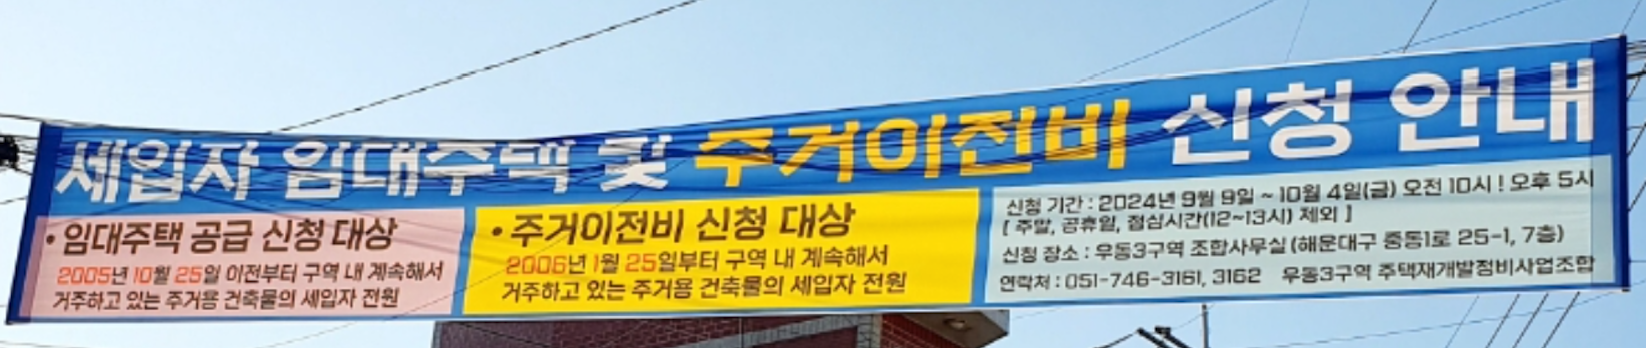 세입자 임대주택 및 주거이전비 신청 안내
• 임대주택 공급 신청 대상
2005년 10월 25일 이전부터 구역 내 계속해서
거주하고 있는 주거용 건축물의 세입자 전원
• 주거이전비 신청 대상
2006년 1월 25일부터 구역 내 계속해서
거주하고 있는 주거용 건축물의 세입자 전원
신청 기간 : 2024년 9월 9일 ~ 10월 4일(금) 오전 10시 ! 오후 5시
[ 주말, 공휴일, 점심시간(12~13시) 제외 ]
신청 장소 : 우동3구역 조합사무실 (해운대구 중동1로 25-1, 7층)
연락처 : 051-746-3161, 3162 우동3구역 주택재개발정비사업조합